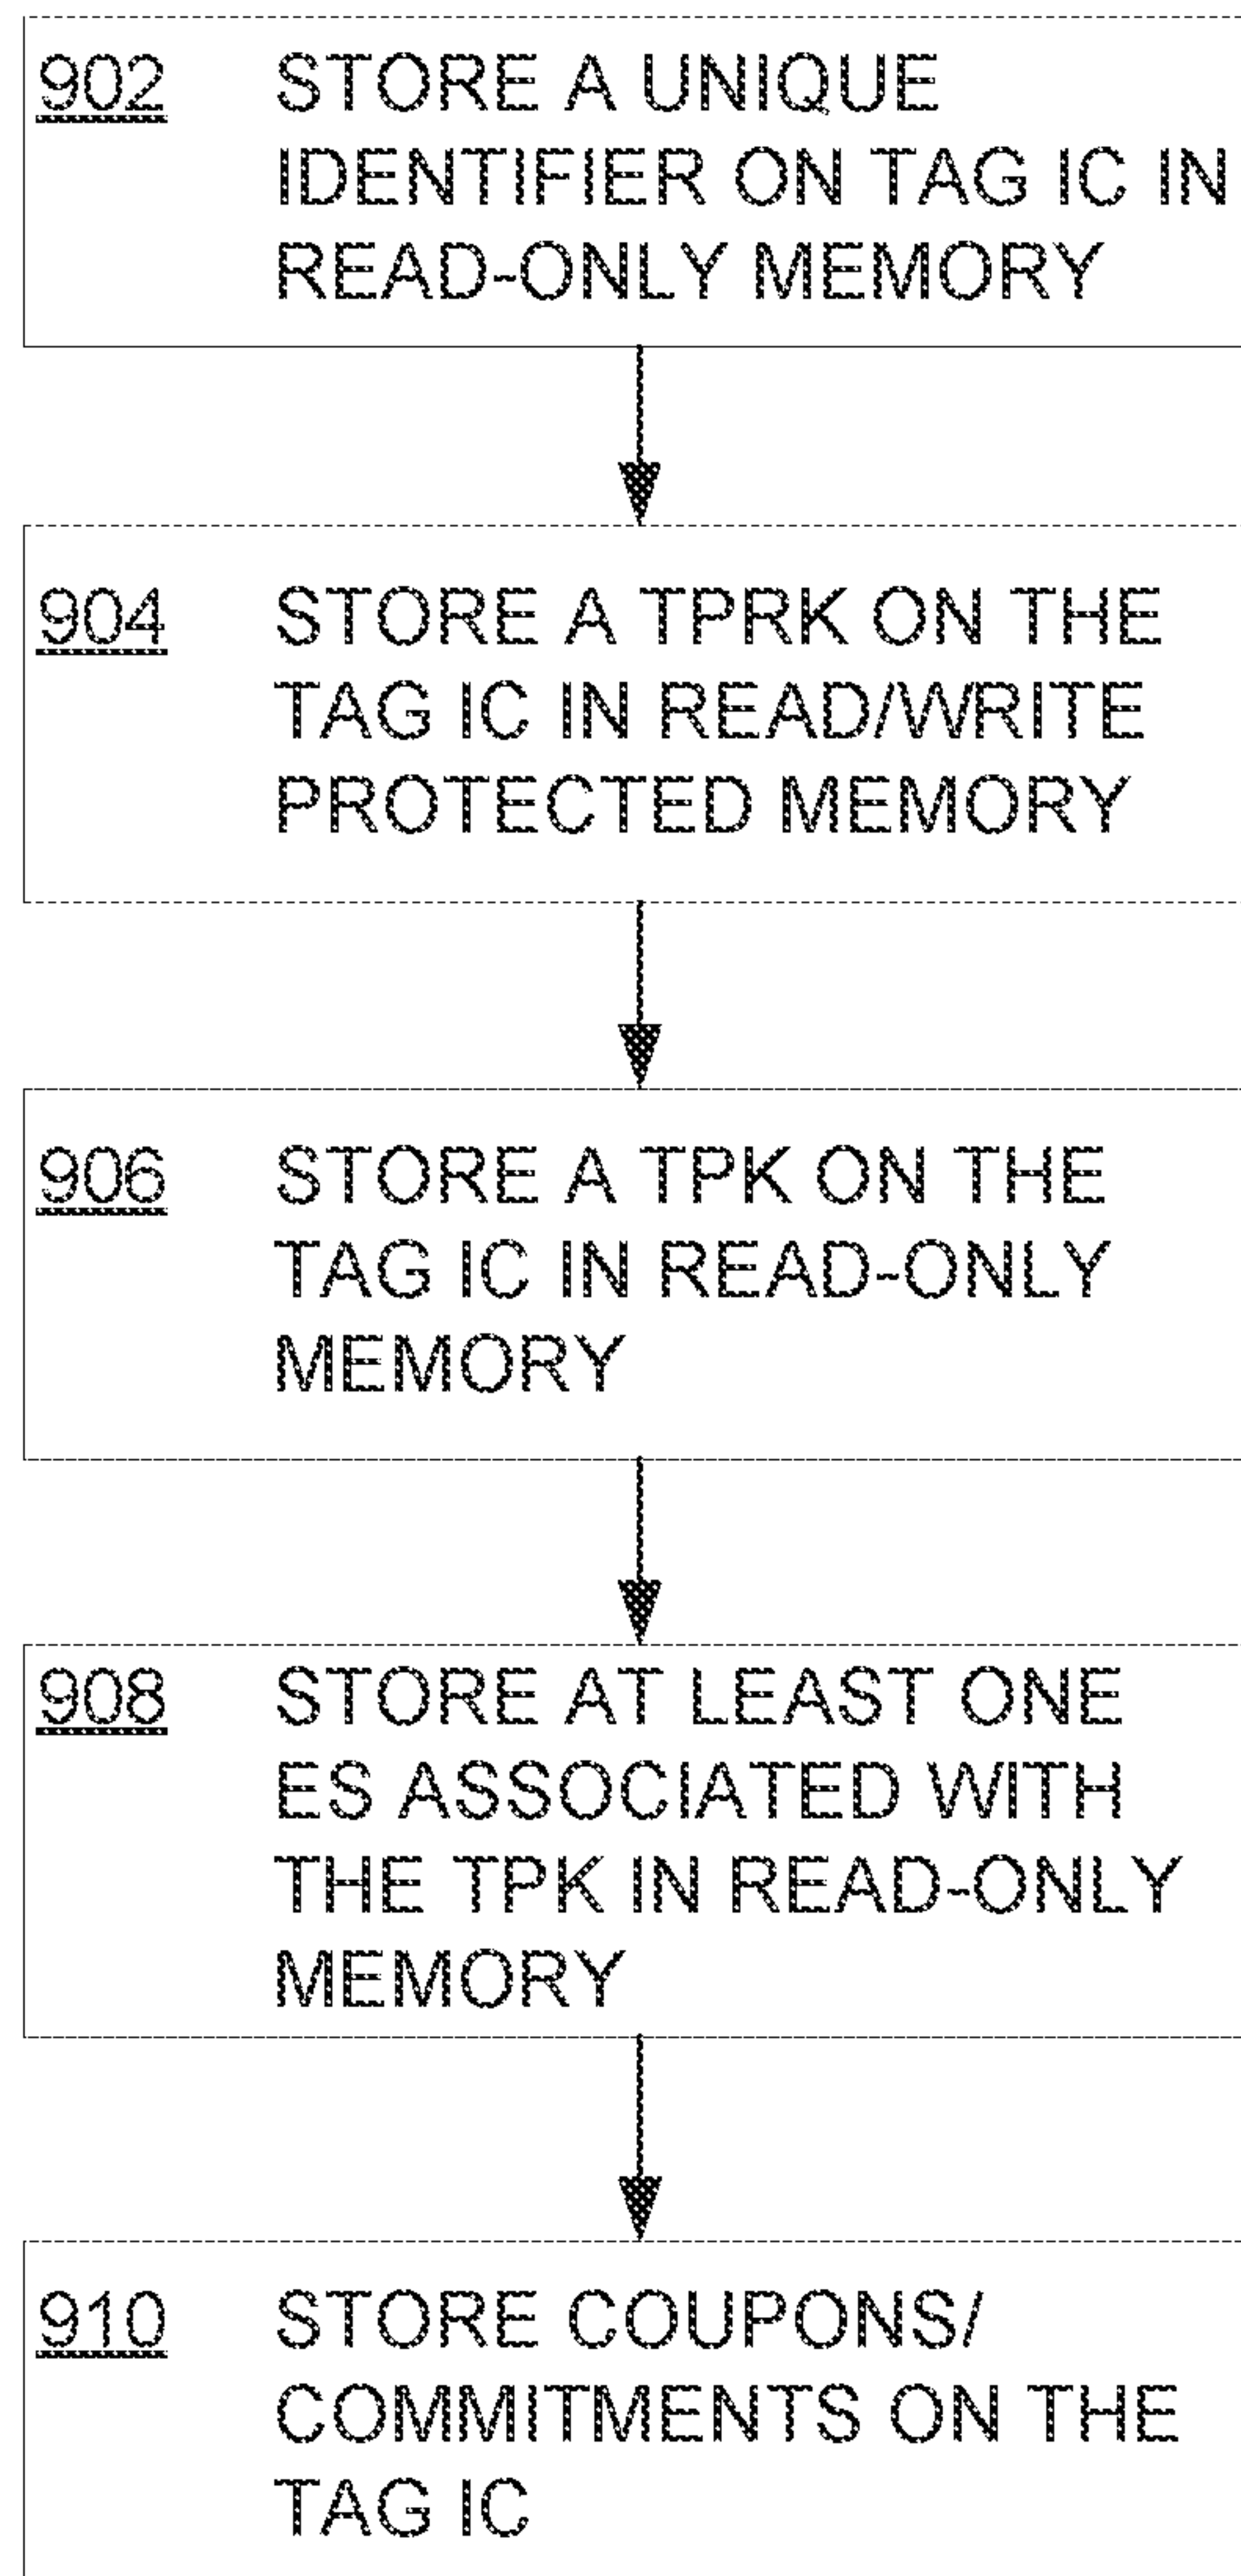 902 STORE A UNIQUE
IDENTIFIER ON TAG IC IN
READ-ONLY MEMORY
904 STORE A TPRK ON THE
TAG IC IN READ/WRITE
PROTECTED MEMORY
906 STORE A TPK ON THE
TAG IC IN READ-ONLY
MEMORY
908 STORE AT LEAST ONE
ES ASSOCIATED WITH
THE TPK IN READ-ONLY
MEMORY
910 STORE COUPONS/
COMMITMENTS ON THE
TAG IC